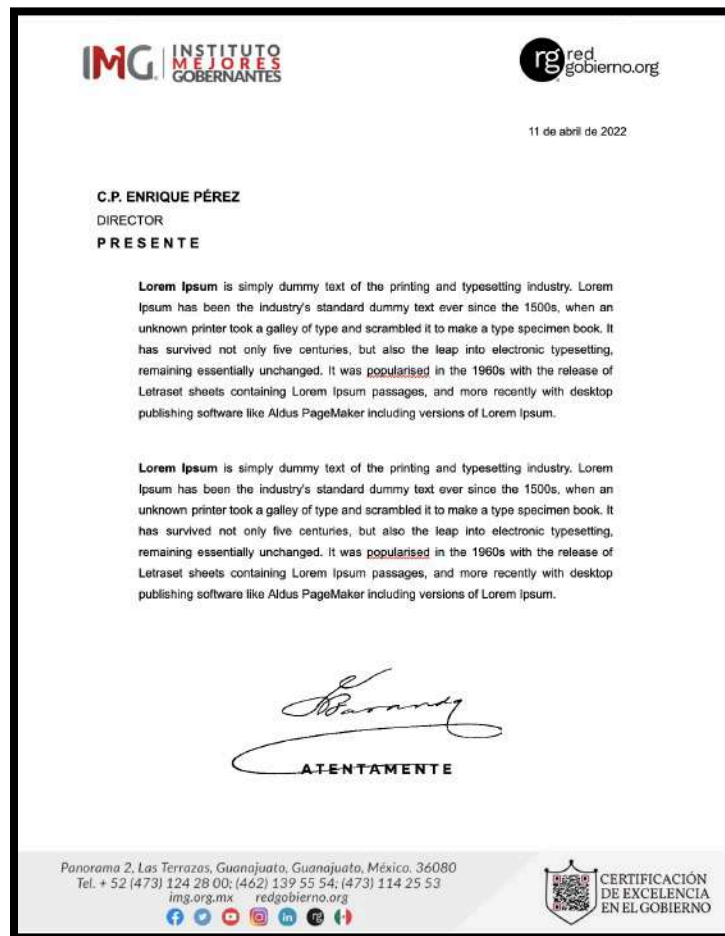 IMG INSTITUTO
MEJORES
GOBERNANTES
rg red
gobierno.org
11 de abril de 2022
C.P. ENRIQUE PÉREZ
DIRECTOR
PRESENTE
Lorem Ipsum is simply dummy text of the printing and typesetting industry. Lorem
Ipsum has been the industry's standard dummy text ever since the 1500s, when an
unknown printer took a galley of type and scrambled it to make a type specimen book. It
has survived not only five centuries, but also the leap into electronic typesetting,
remaining essentially unchanged. It was popularised in the 1960s with the release of
Letraset sheets containing Lorem Ipsum passages, and more recently with desktop
publishing software like Aldus PageMaker including versions of Lorem Ipsum.
Lorem Ipsum is simply dummy text of the printing and typesetting industry. Lorem
Ipsum has been the industry's standard dummy text ever since the 1500s, when an
unknown printer took a galley of type and scrambled it to make a type specimen book. It
has survived not only five centuries, but also the leap into electronic typesetting,
remaining essentially unchanged. It was popularised in the 1960s with the release of
Letraset sheets containing Lorem Ipsum passages, and more recently with desktop
publishing software like Aldus PageMaker including versions of Lorem Ipsum.
ATENTAMENTE
Panorama 2, Las Terrazas, Guanajuato, Guanajuato, México. 36080
Tel. + 52 (473) 124 28 00; (462) 139 55 54; (473) 114 25 53
img.org.mx redgobierno.org
CERTIFICACIÓN
DE EXCELENCIA
EN EL GOBIERNO